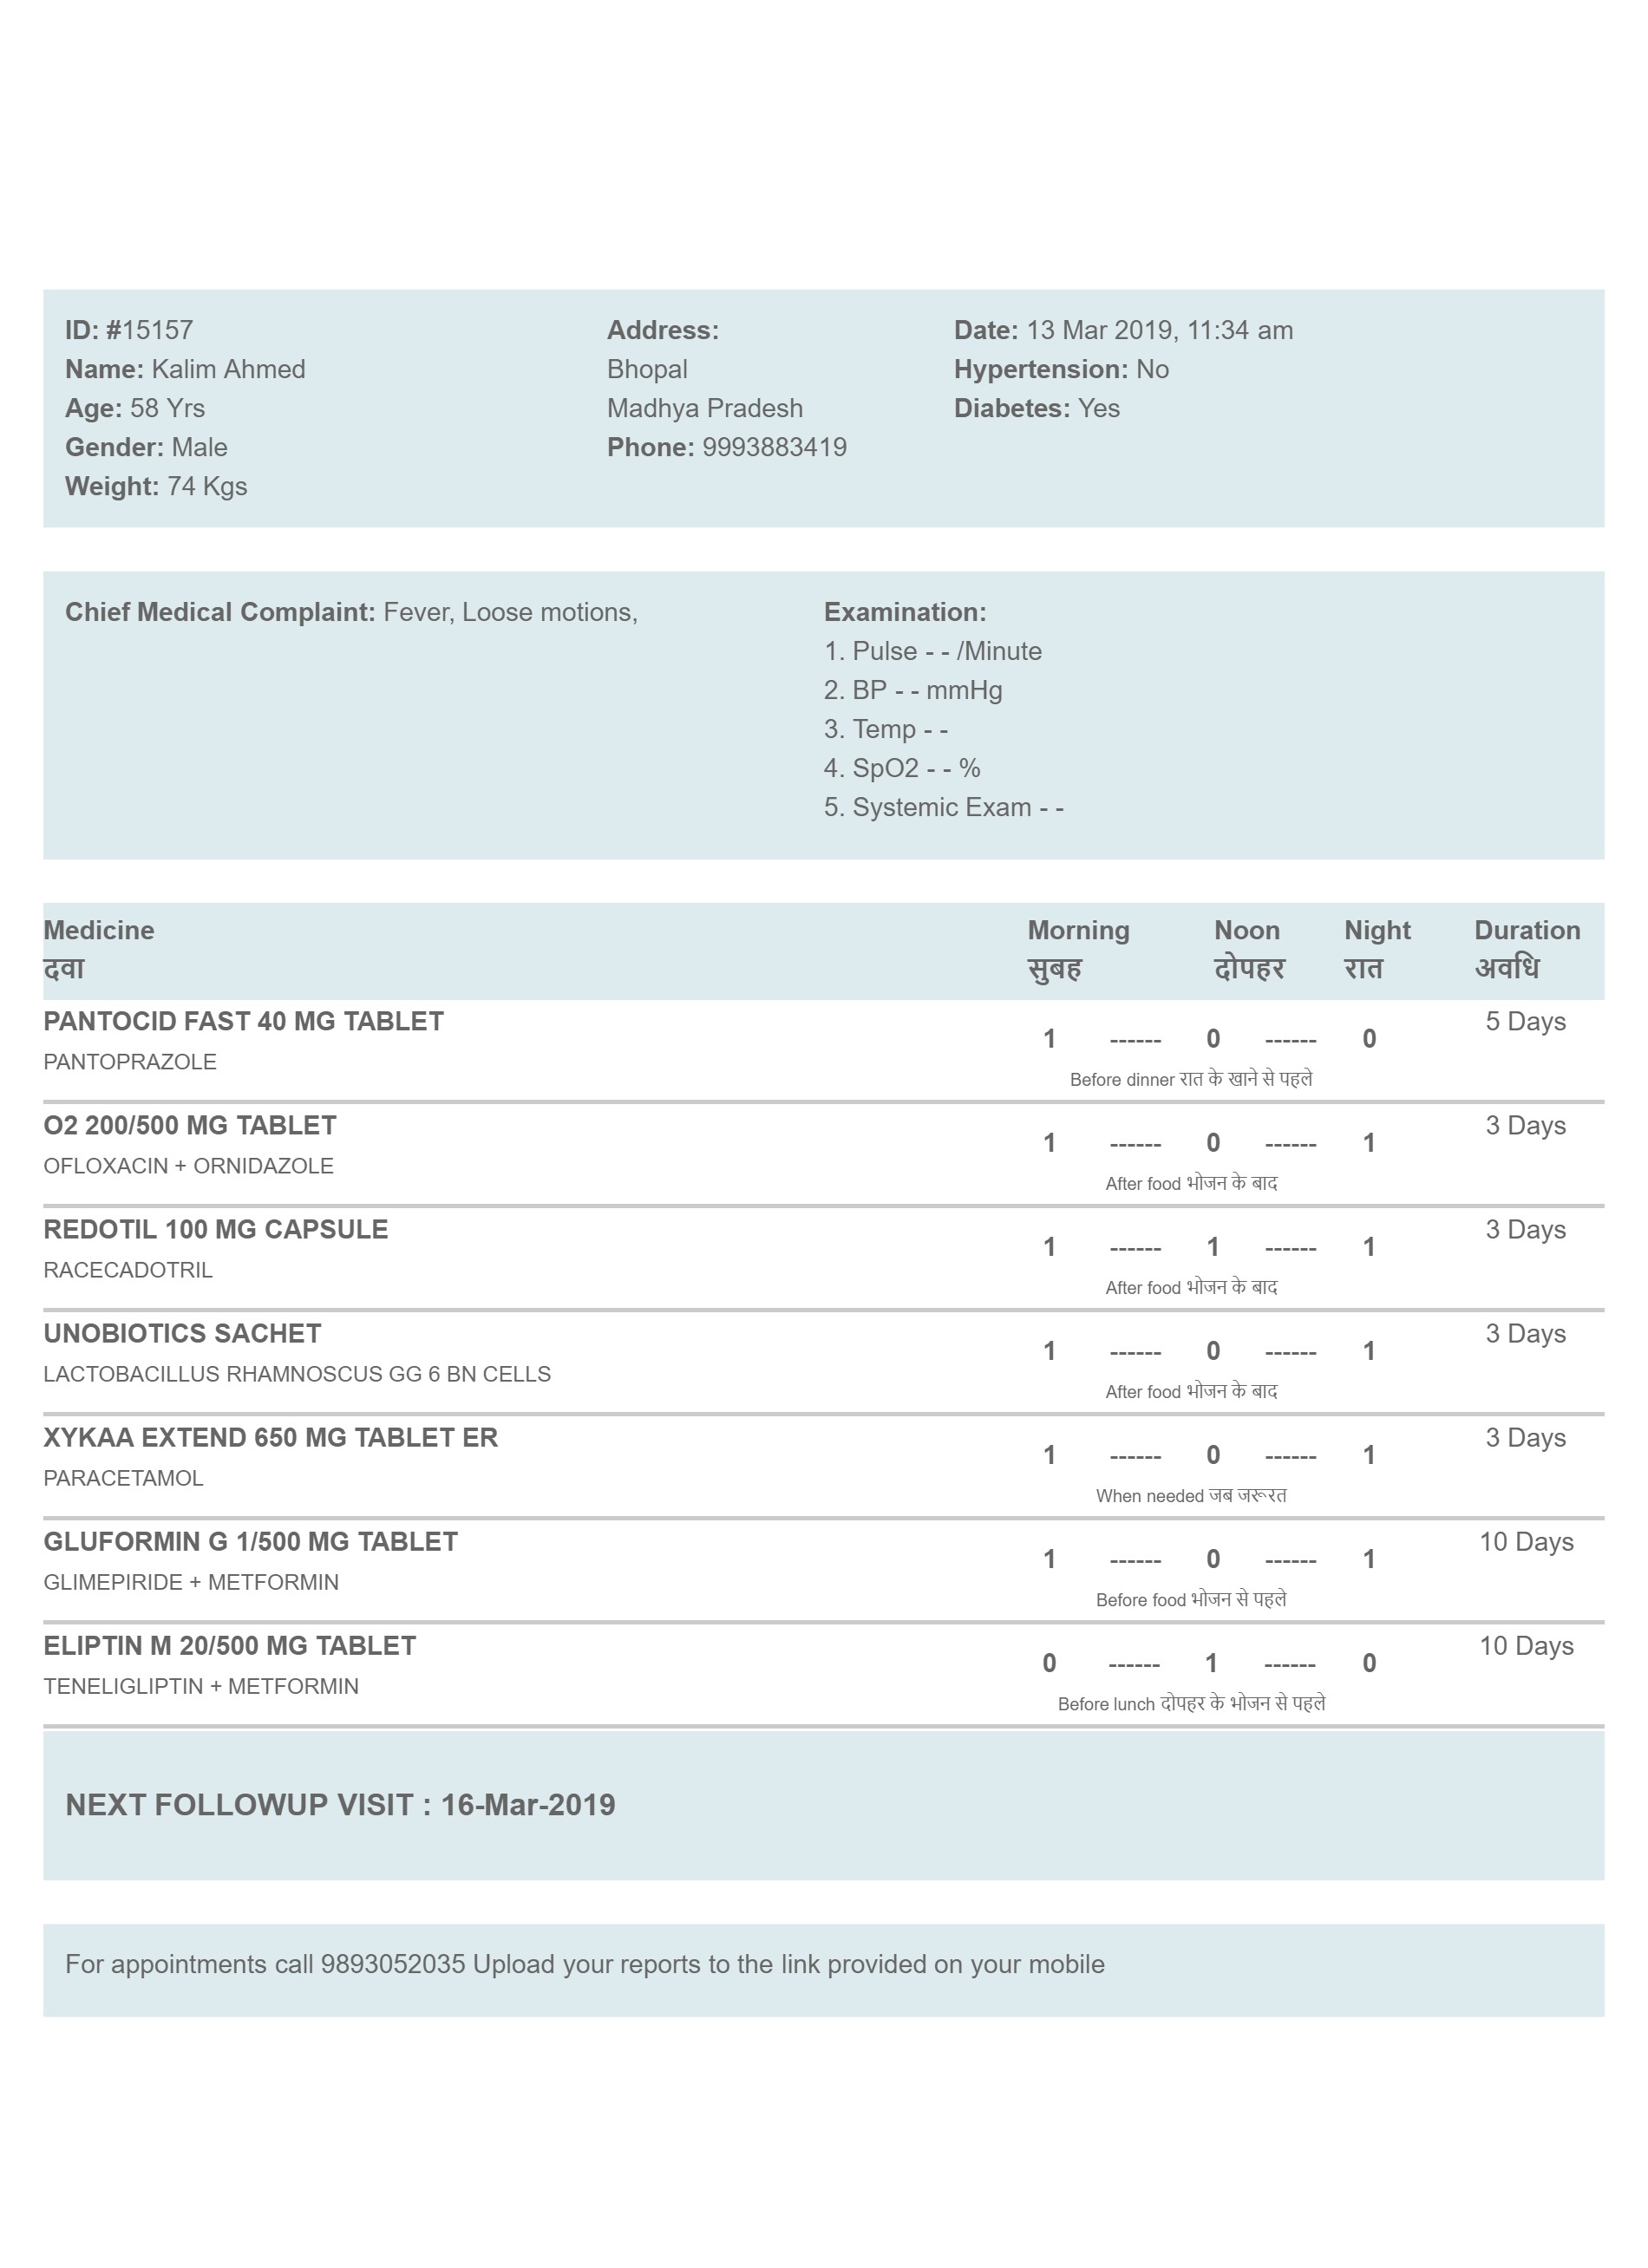 ID: #15157
Name: Kalim Ahmed
Age: 58 Yrs
Gender: Male
Weight: 74 Kgs
Address:
Bhopal
Madhya Pradesh
Phone: 9993883419
Date: 13 Mar 2019, 11:34 am
Hypertension: No
Diabetes: Yes
Chief Medical Complaint: Fever, Loose motions,
Examination:
1. Pulse - - /Minute
2. BP - - mmHg
3. Temp - -
4. SpO2 - - %
5. Systemic Exam - -
Medicine Morning Noon Night Duration
दवा सुबह दोपहर रात अवधि
PANTOCID FAST 40 MG TABLET 5 Days
1 ------ 0 ------ 0
PANTOPRAZOLE
Before dinner रात के खाने से पहले
O2 200/500 MG TABLET 3 Days
1 ------ 0 ------ 1
OFLOXACIN + ORNIDAZOLE
After food भोजन के बाद
REDOTIL 100 MG CAPSULE 3 Days
1 ------ 1 ------ 1
RACECADOTRIL
After food भोजन के बाद
UNOBIOTICS SACHET 3 Days
1 ------ 0 ------ 1
LACTOBACILLUS RHAMNOSCUS GG 6 BN CELLS
After food भोजन के बाद
XYKAA EXTEND 650 MG TABLET ER 3 Days
1 ------ 0 ------ 1
PARACETAMOL
When needed जब जरूरत
GLUFORMIN G 1/500 MG TABLET 10 Days
1 ------ 0 ------ 1
GLIMEPIRIDE + METFORMIN
Before food भोजन से पहले
ELIPTIN M 20/500 MG TABLET 10 Days
0 ------ 1 ------ 0
TENELIGLIPTIN + METFORMIN
Before lunch दोपहर के भोजन से पहले
NEXT FOLLOWUP VISIT : 16-Mar-2019
For appointments call 9893052035 Upload your reports to the link provided on your mobile